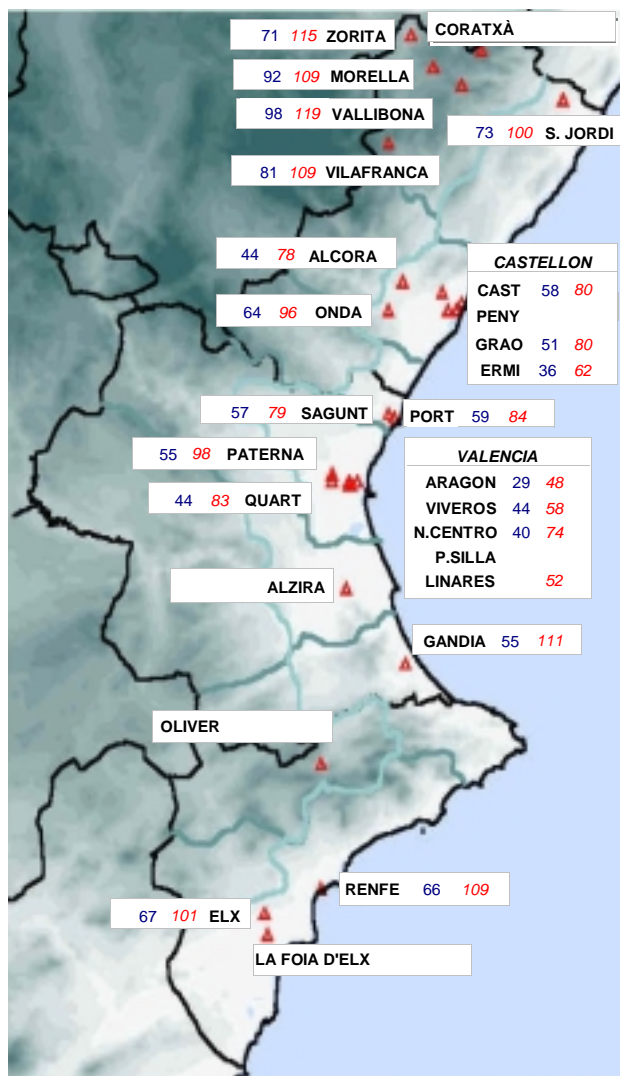 71 115 ZORITA
CORATXÀ
92 109 MORELLA
98 119 VALLIBONA
73 100 S. JORDI
81 109 VILAFRANCA
44 78 ALCORA
64 96 ONDA
CASTELLON
CAST 58 80
PENY
GRAO 51 80
ERMI 36 62
57 79 SAGUNT
PORT 59 84
55 98 PATERNA
44 83 QUART
VALENCIA
ARAGON 29 48
VIVEROS 44 58
N.CENTRO 40 74
P.SILLA
LINARES 52
ALZIRA
GANDIA 55 111
OLIVER
RENFE 66 109
67 101 ELX
LA FOIA D'ELX